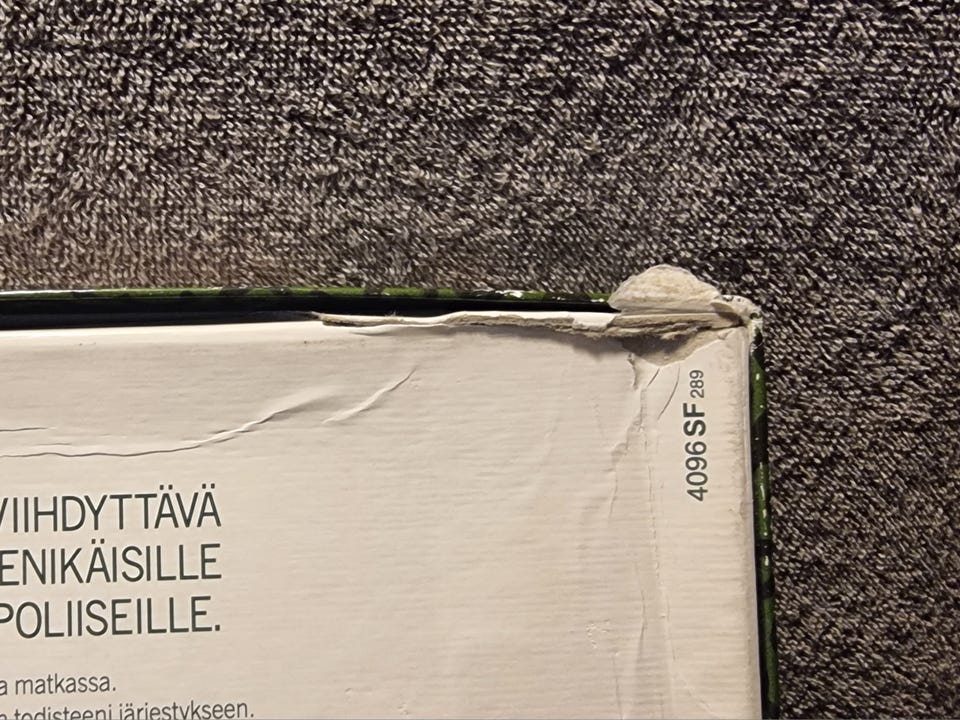 VIIHDYTTÄVÄ
ENIKÄISILLE
POLIISEILLE.
a matkassa.
todisteeni järjestykseen.
4096 SF 289